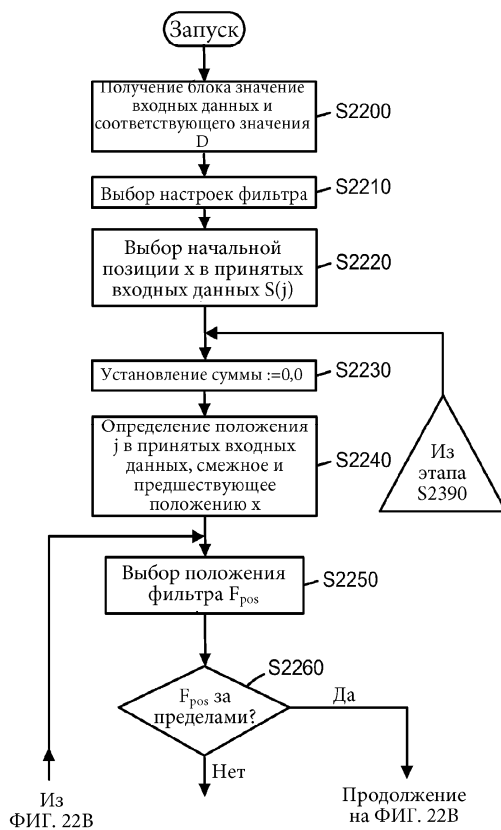 Запуск
Получение блока значение
входных данных и
соответствующего значения
D
S2200
Выбор настроек фильтра
S2210
Выбор начальной
позиции x в принятых
входных данных S(j)
S2220
Установление суммы :=0,0
S2230
Определение положения
j в принятых входных
данных, смежное и
предшествующее
положению x
S2240
Из
этапа
S2390
Выбор положения
фильтра Fpos
S2250
S2260
Fpos за
пределами?
Да
Нет
Из
ФИГ. 22B
Продолжение
на ФИГ. 22B